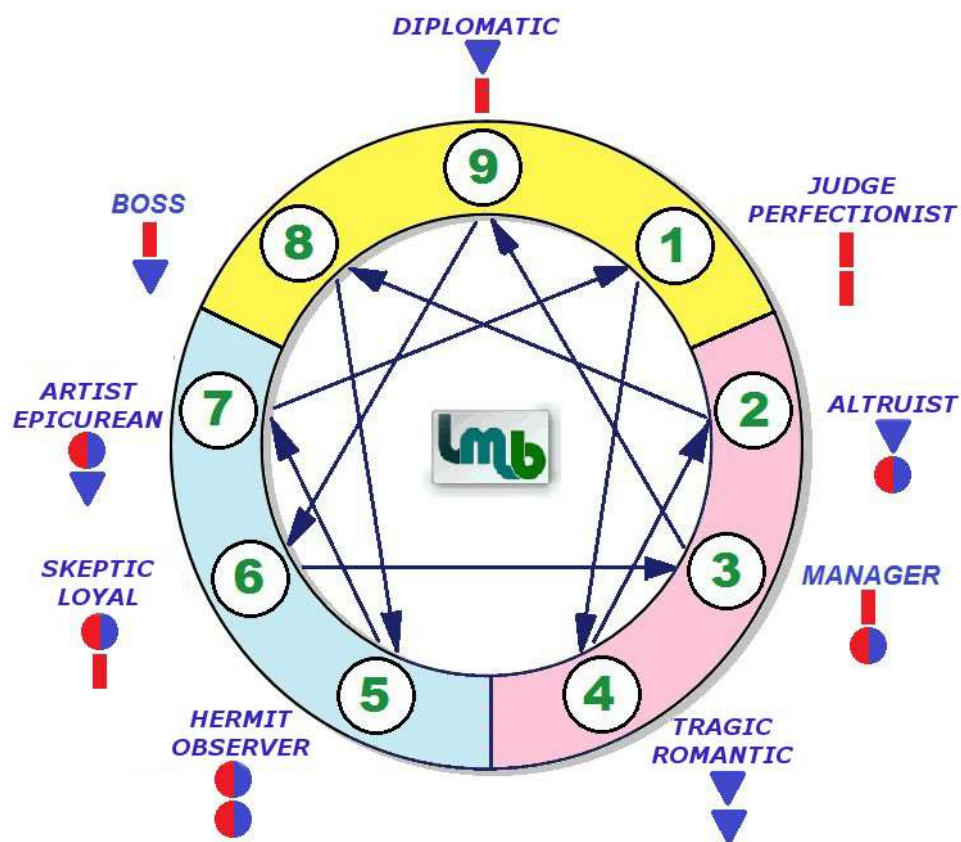 DIPLOMATIC
9
BOSS
8
1
JUDGE
PERFECTIONIST
ARTIST
EPICUREAN
7
lmb
2
ALTRUIST
SKEPTIC
LOYAL
6
3
MANAGER
HERMIT
OBSERVER
5
4
TRAGIC
ROMANTIC